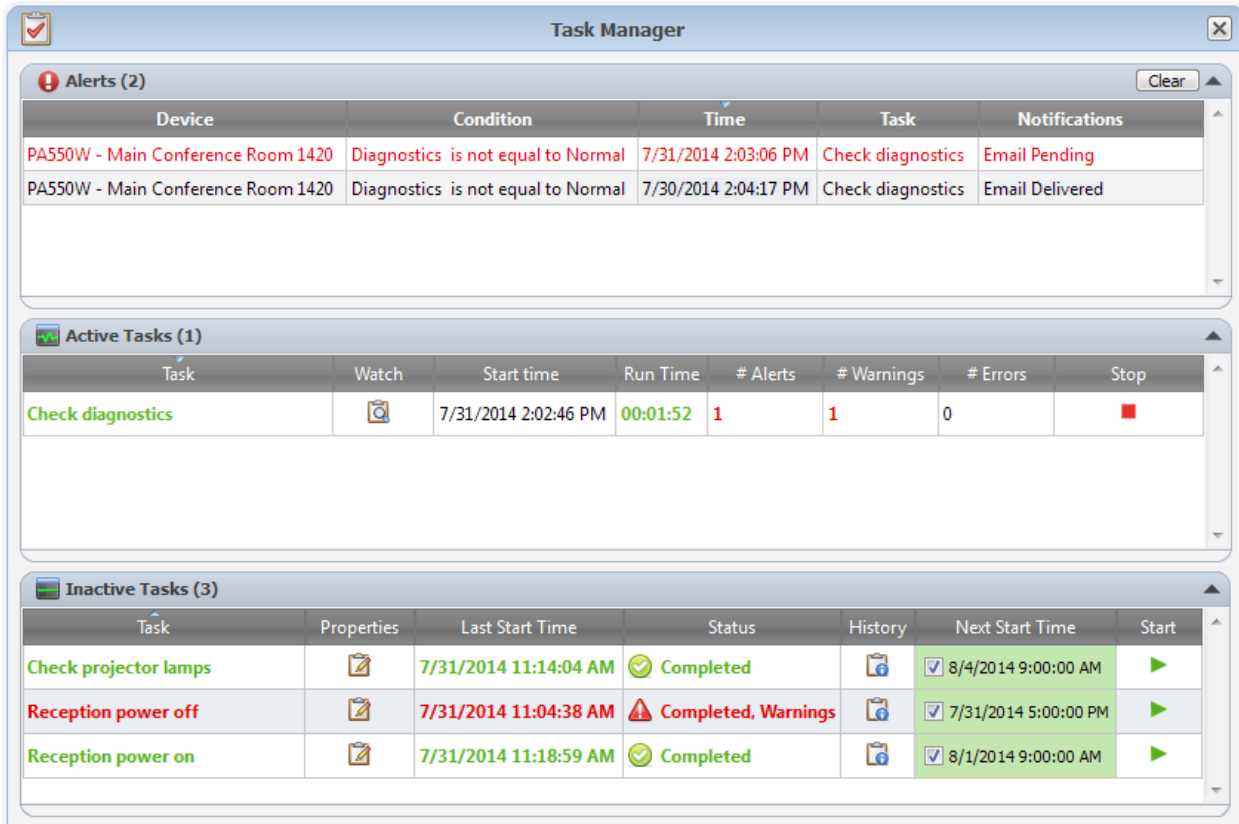 Task Manager
Alerts (2) Clear
Device Condition Time Task Notifications
PA550W - Main Conference Room 1420 Diagnostics is not equal to Normal 7/31/2014 2:03:06 PM Check diagnostics Email Pending
PA550W - Main Conference Room 1420 Diagnostics is not equal to Normal 7/30/2014 2:04:17 PM Check diagnostics Email Delivered
Active Tasks (1)
Task Watch Start time Run Time # Alerts # Warnings # Errors Stop
Check diagnostics 7/31/2014 2:02:46 PM 00:01:52 1 1 0
Inactive Tasks (3)
Task Properties Last Start Time Status History Next Start Time Start
Check projector lamps 7/31/2014 11:14:04 AM Completed 8/4/2014 9:00:00 AM
Reception power off 7/31/2014 11:04:38 AM Completed, Warnings 7/31/2014 5:00:00 PM
Reception power on 7/31/2014 11:18:59 AM Completed 8/1/2014 9:00:00 AM